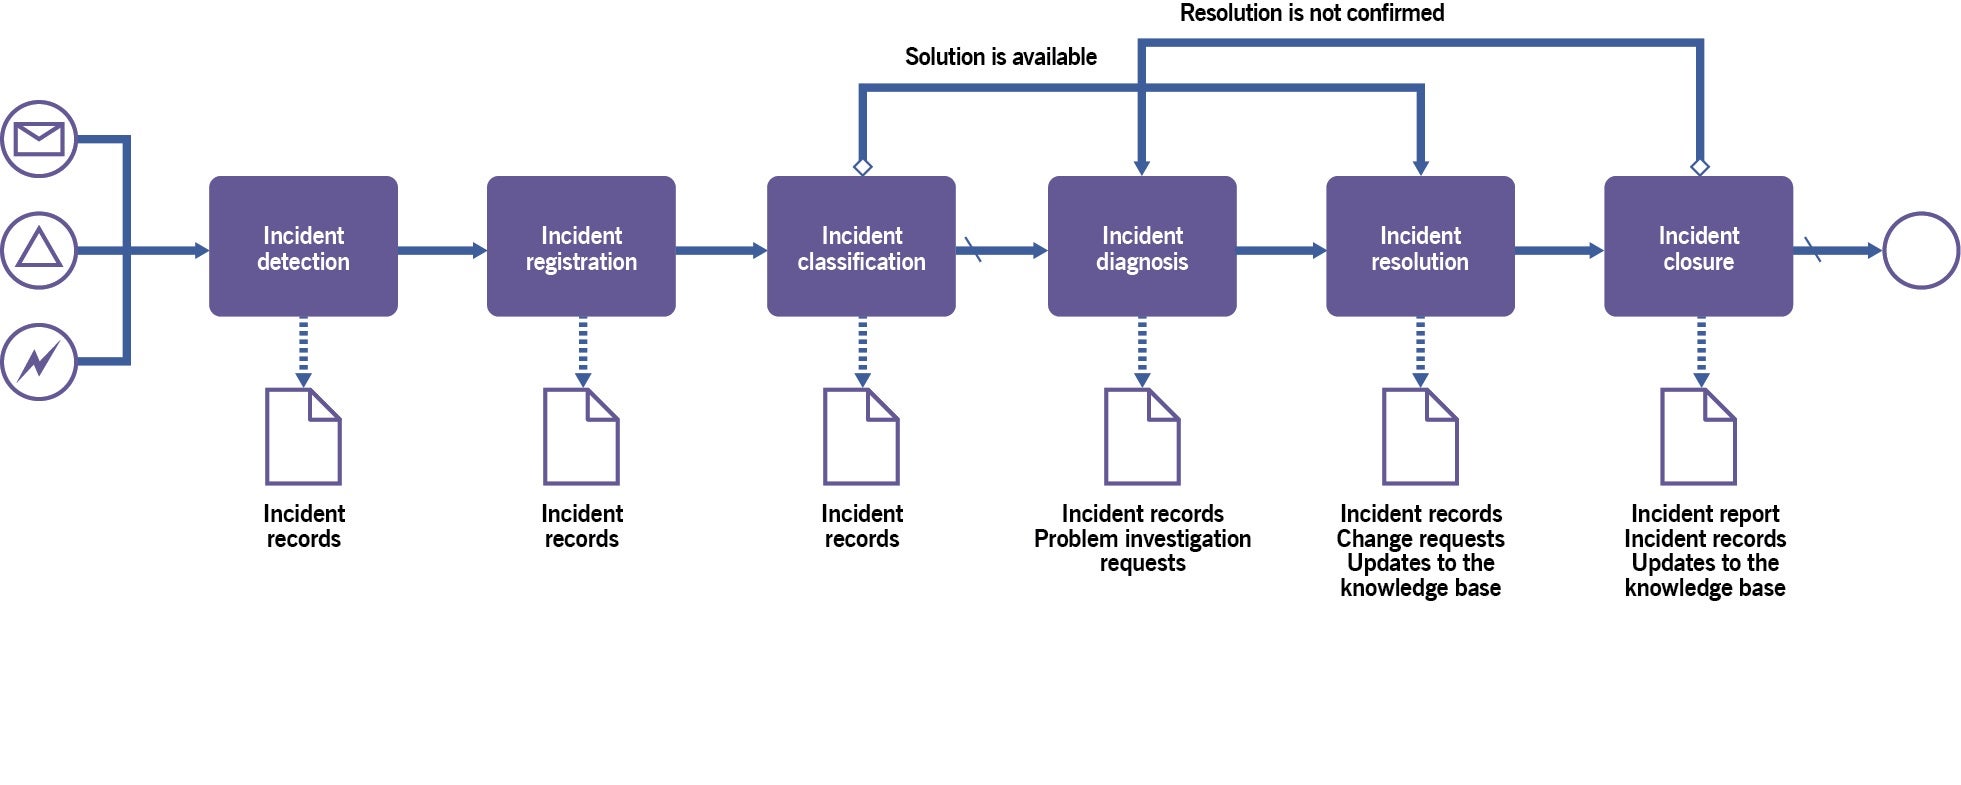 Resolution is not confirmed
Solution is available
Incident
detection
Incident
registration
Incident
classification
Incident
diagnosis
Incident
resolution
Incident
closure
Incident
records
Incident
records
Incident
records
Incident records
Problem investigation
requests
Incident records
Change requests
Updates to the
knowledge base
Incident report
Incident records
Updates to the
knowledge base